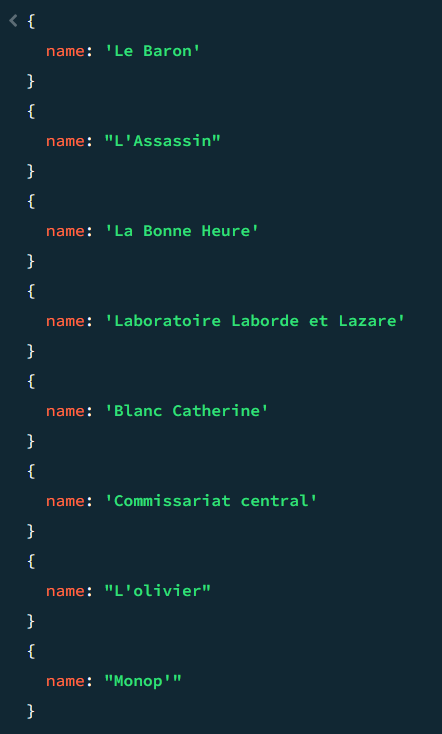 {
name: 'Le Baron'
}
{
name: "L'Assassin"
}
{
name: 'La Bonne Heure'
}
{
name: 'Laboratoire Laborde et Lazare'
}
{
name: 'Blanc Catherine'
}
{
name: 'Commissariat central'
}
{
name: "L'olivier"
}
{
name: "Monop'"
}